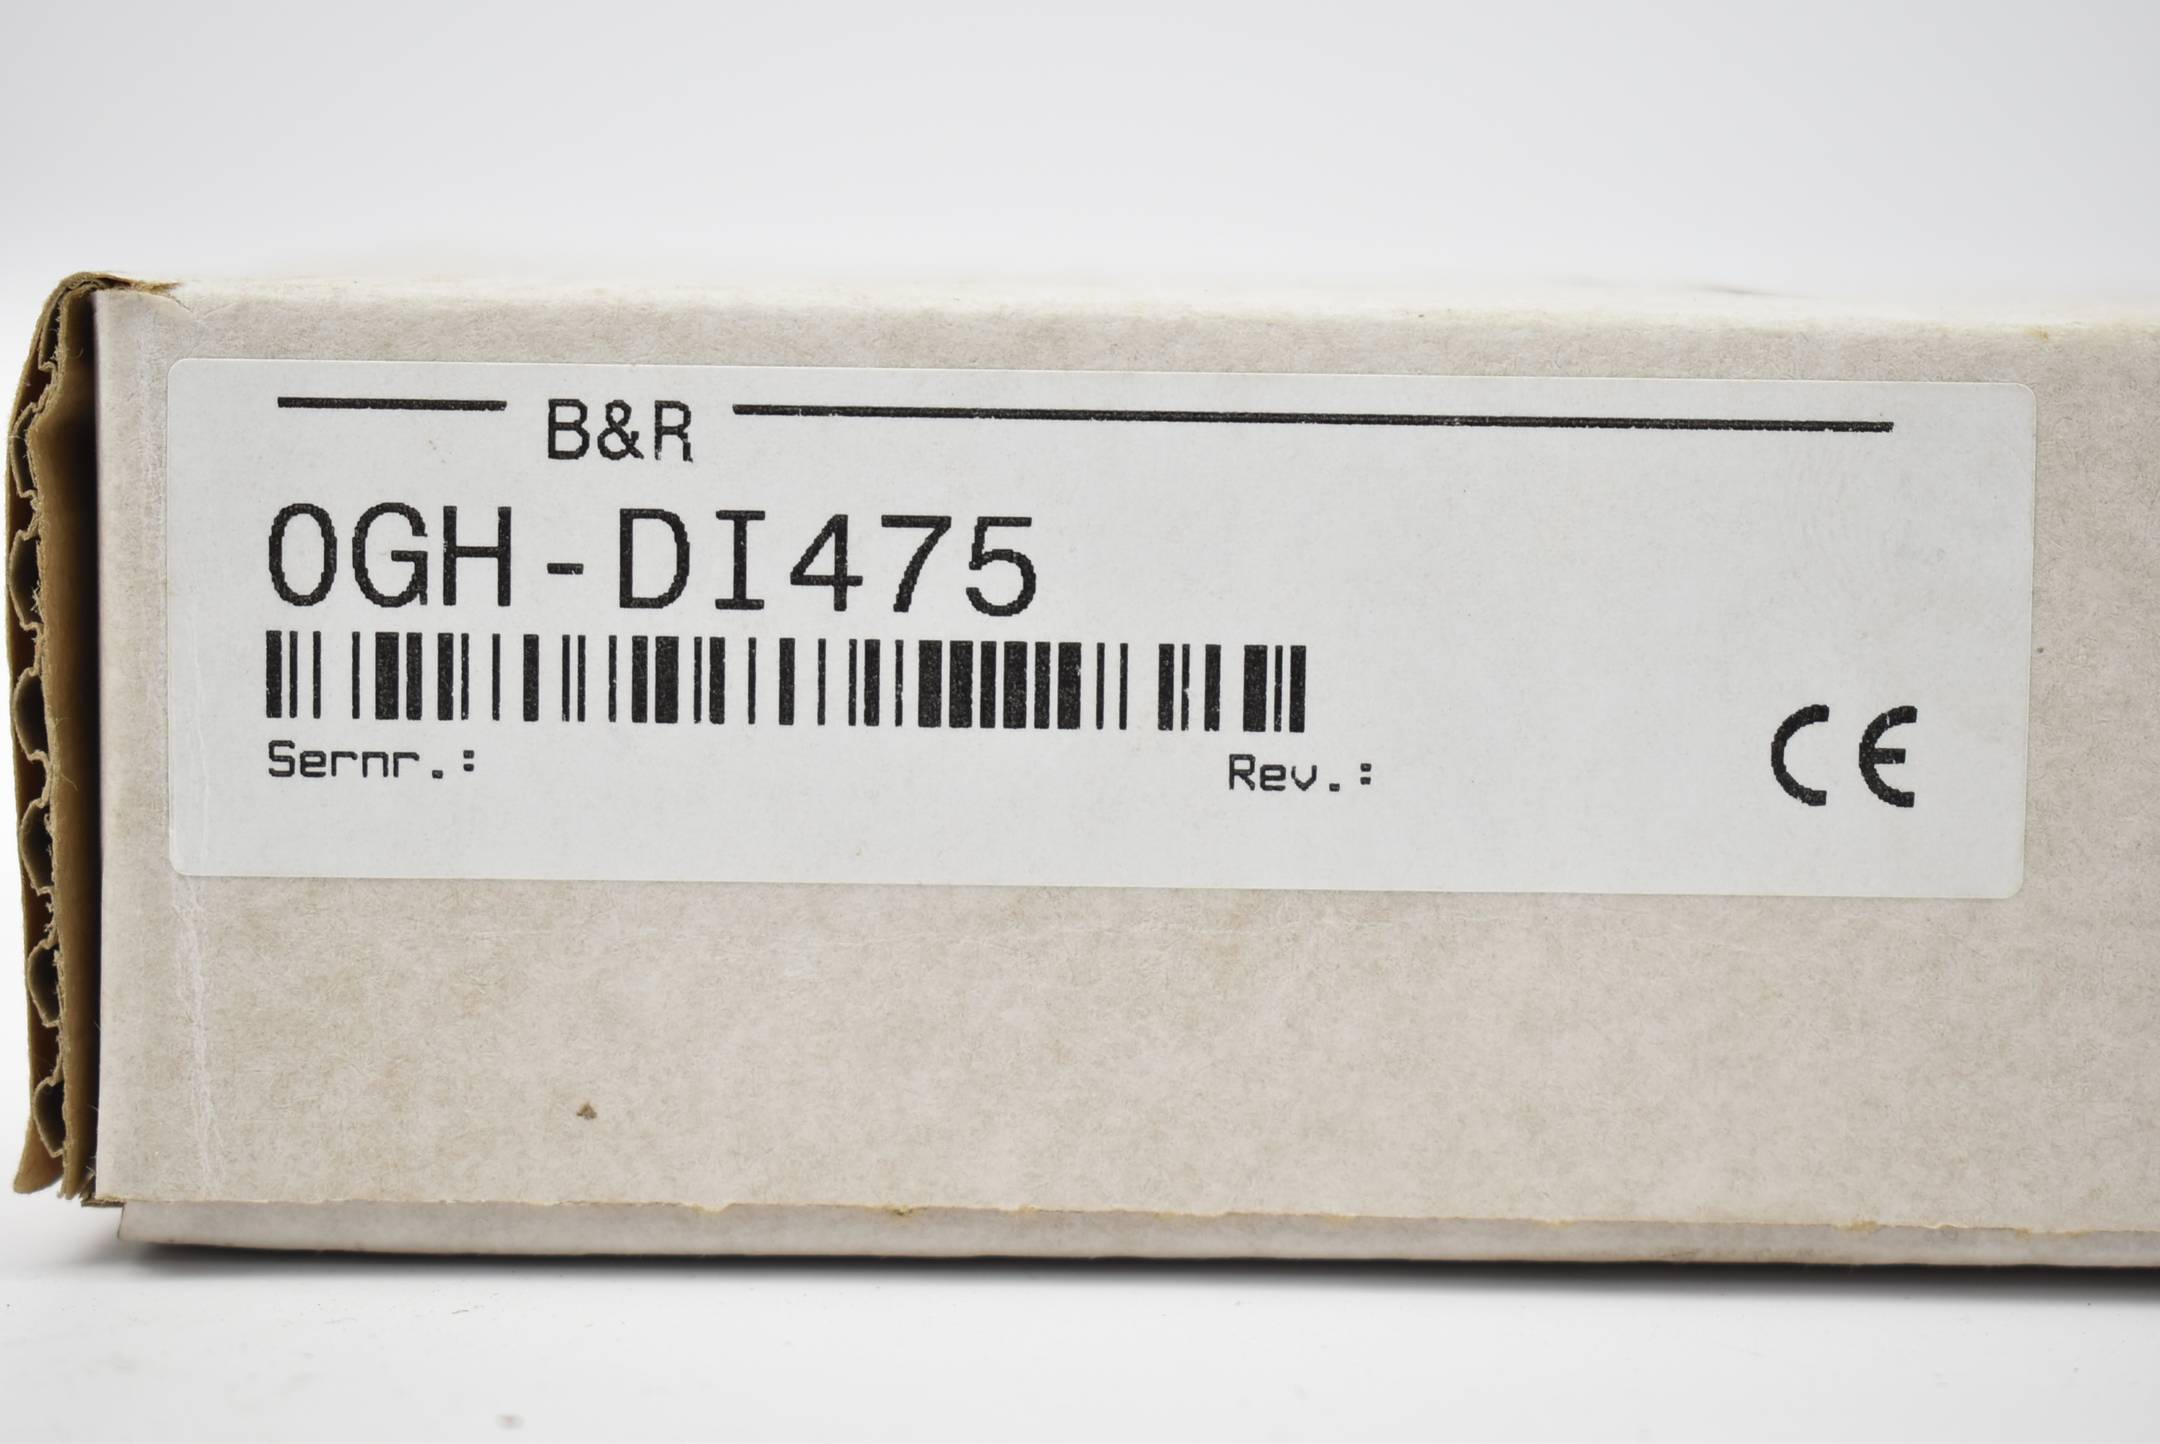 B&R
0GH-DI475
Sernr.:
Rev.:
CE